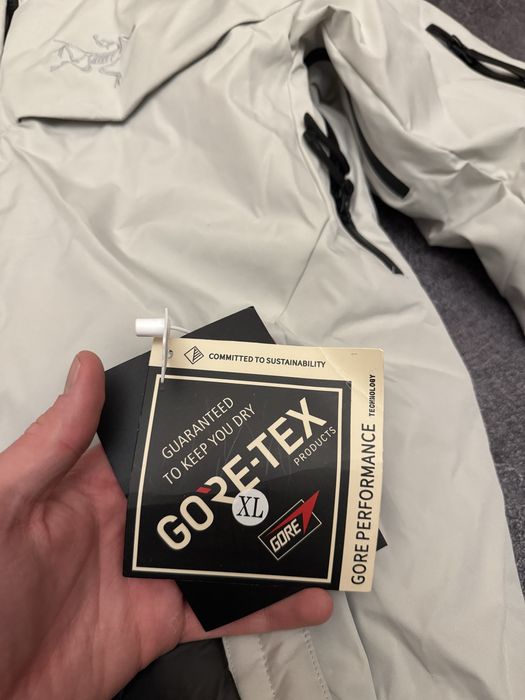 COMMITTED TO SUSTAINABILITY
GUARANTEED
TO KEEP YOU DRY
GORE-TEX
PRODUCTS
XL
GORE
GORE PERFORMANCE TECHNOLOGY